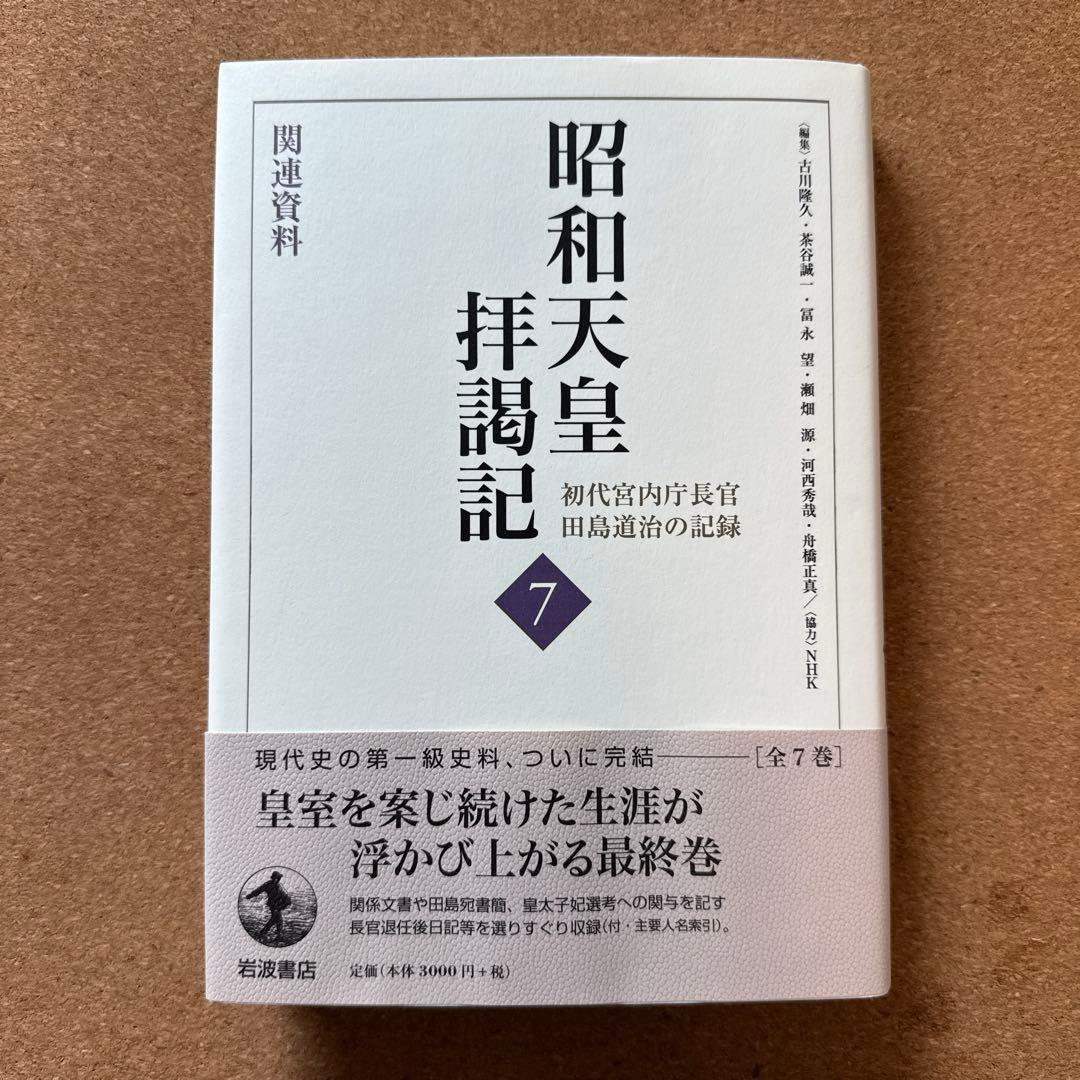 〈編集〉古川隆久・茶谷誠一・冨永望・瀬畑源・河西秀哉・舟橋正真／〈協力〉NHK
昭和天皇
拝謁記
初代宮内庁長官
田島道治の記録
7
関連資料
現代史の第一級史料、ついに完結――[全7巻]
皇室を案じ続けた生涯が
浮かび上がる最終巻
関係文書や田島宛書簡、皇太子妃選考への関与を記す
長官退任後日記等を選りすぐり収録(付・主要人名索引)。
岩波書店
定価(本体3000円+税)